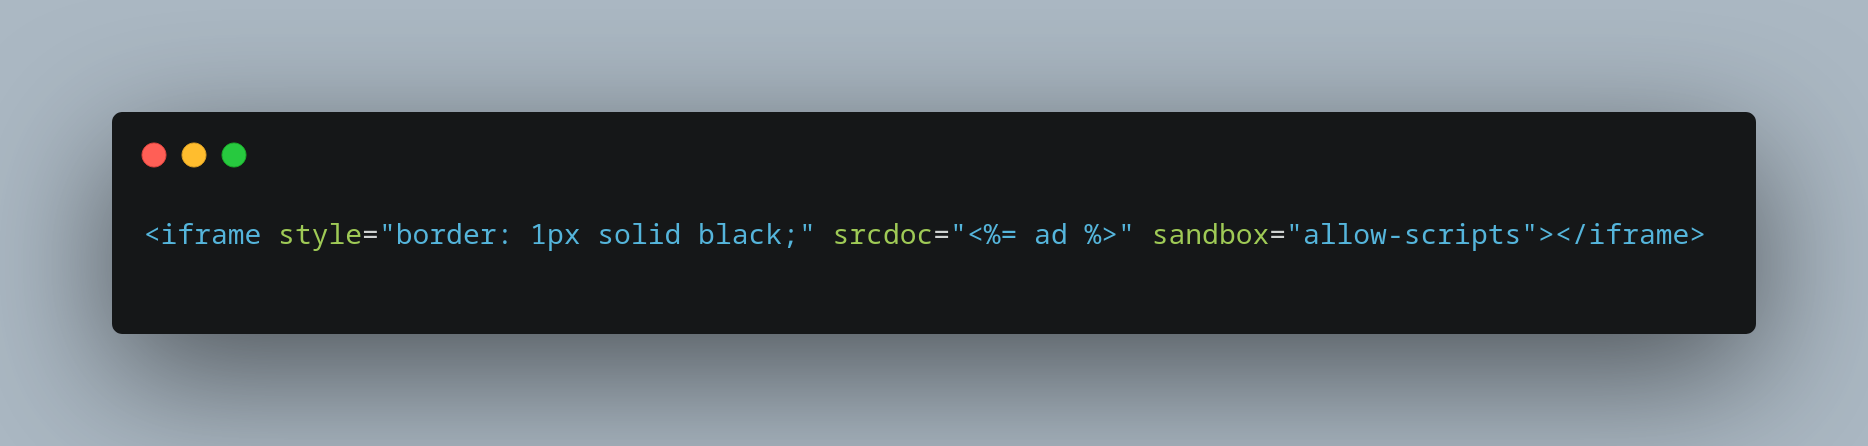 <iframe style="border: 1px solid black;" srcdoc="<%= ad %>" sandbox="allow-scripts"></iframe>